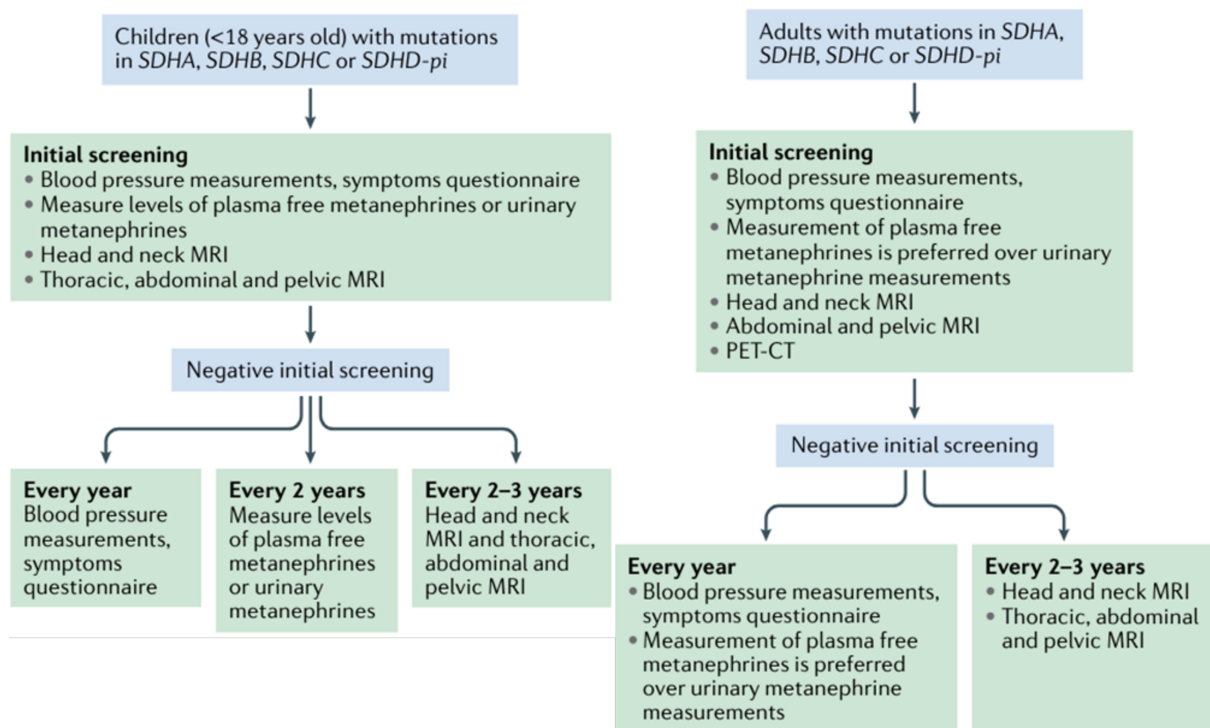 Children (<18 years old) with mutations
in SDHA, SDHB, SDHC or SDHD-pi
Initial screening
• Blood pressure measurements, symptoms questionnaire
• Measure levels of plasma free metanephrines or urinary
metanephrines
• Head and neck MRI
• Thoracic, abdominal and pelvic MRI
Negative initial screening
Every year
Blood pressure
measurements,
symptoms
questionnaire
Every 2 years
Measure levels
of plasma free
metanephrines
or urinary
metanephrines
Every 2–3 years
Head and neck
MRI and thoracic,
abdominal and
pelvic MRI
Adults with mutations in SDHA,
SDHB, SDHC or SDHD-pi
Initial screening
• Blood pressure measurements,
symptoms questionnaire
• Measurement of plasma free
metanephrines is preferred over urinary
metanephrine measurements
• Head and neck MRI
• Abdominal and pelvic MRI
• PET-CT
Negative initial screening
Every year
• Blood pressure measurements,
symptoms questionnaire
• Measurement of plasma free
metanephrines is preferred
over urinary metanephrine
measurements
Every 2–3 years
• Head and neck MRI
• Thoracic, abdominal
and pelvic MRI